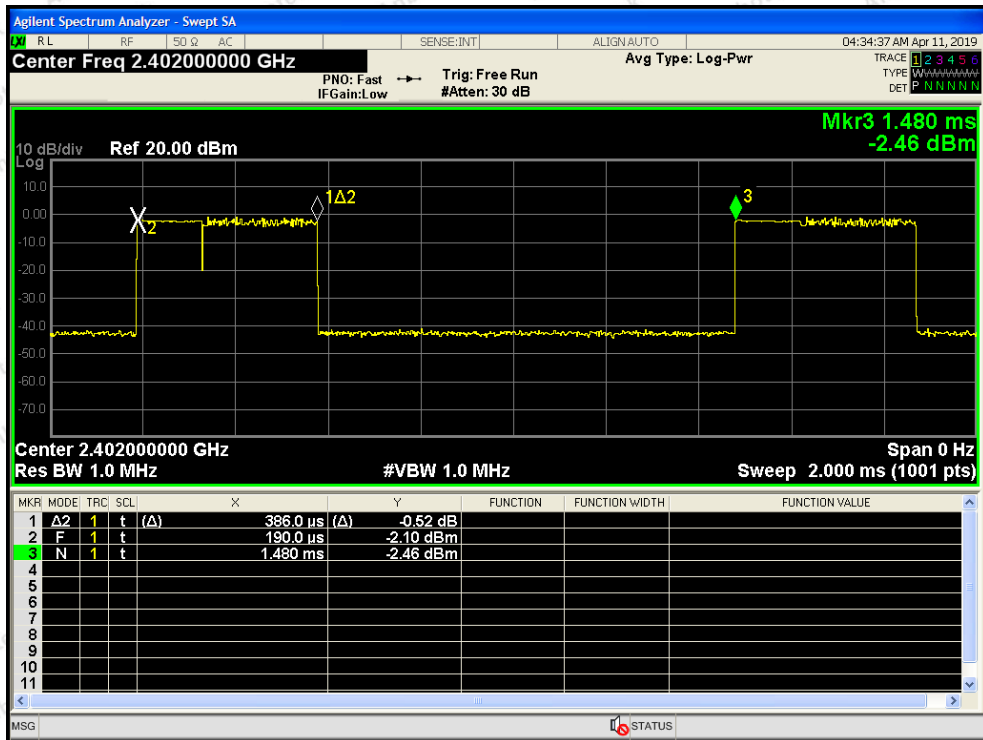 Agilent Spectrum Analyzer - Swept SA
LXI RL RF 50 Ω AC SENSE:INT ALIGNAUTO 04:34:37 AM Apr 11, 2019
Center Freq 2.402000000 GHz Avg Type: Log-Pwr TRACE 1 2 3 4 5 6
PNO: Fast Trig: Free Run TYPE WWWWWW
IFGain:Low #Atten: 30 dB DET P N N N N N
Mkr3 1.480 ms
10 dB/div Ref 20.00 dBm -2.46 dBm
Log
10.0
1Δ2
3
0.00
2
-10.0
-20.0
-30.0
-40.0
-50.0
-60.0
-70.0
Center 2.402000000 GHz Span 0 Hz
Res BW 1.0 MHz #VBW 1.0 MHz Sweep 2.000 ms (1001 pts)
MKR MODE TRC SCL X Y FUNCTION FUNCTION WIDTH FUNCTION VALUE
1 Δ2 1 t (Δ) 386.0 µs (Δ) -0.52 dB
2 F 1 t 190.0 µs -2.10 dBm
3 N 1 t 1.480 ms -2.46 dBm
4
5
6
7
8
9
10
11
MSG STATUS